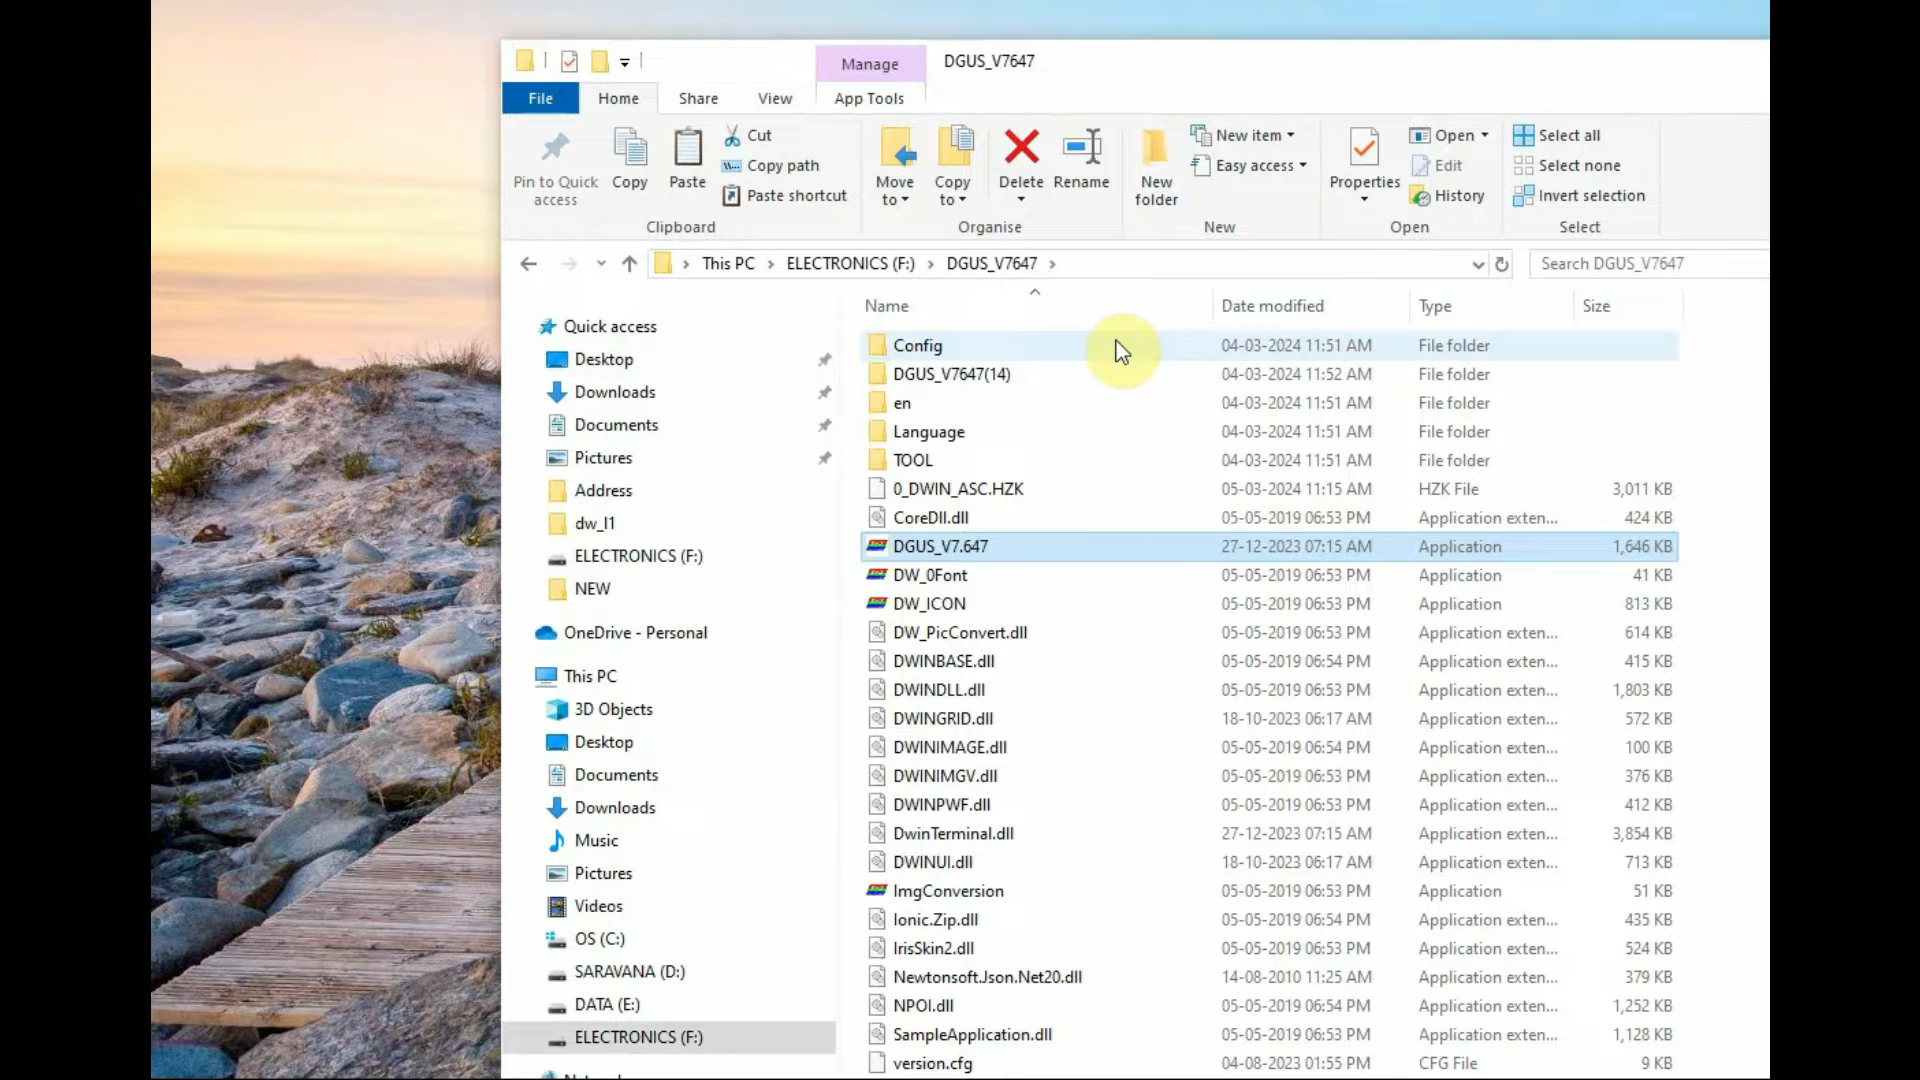 Manage
DGUS_V7647
File
Home
Share
View
App Tools
Pin to Quick access
Copy
Paste
Cut
Copy path
Paste shortcut
Clipboard
Move to
Copy to
Delete
Rename
Organise
New folder
New item
Easy access
New
Properties
Open
Edit
History
Open
Select all
Select none
Invert selection
Select
This PC
ELECTRONICS (F:)
DGUS_V7647
Search DGUS_V7647
Quick access
Desktop
Downloads
Documents
Pictures
Address
dw_l1
ELECTRONICS (F:)
NEW
OneDrive - Personal
This PC
3D Objects
Desktop
Documents
Downloads
Music
Pictures
Videos
OS (C:)
SARAVANA (D:)
DATA (E:)
ELECTRONICS (F:)
Name Date modified Type Size
Config 04-03-2024 11:51 AM File folder
DGUS_V7647(14) 04-03-2024 11:52 AM File folder
en 04-03-2024 11:51 AM File folder
Language 04-03-2024 11:51 AM File folder
TOOL 04-03-2024 11:51 AM File folder
0_DWIN_ASC.HZK 05-03-2024 11:15 AM HZK File 3,011 KB
CoreDll.dll 05-05-2019 06:53 PM Application exten... 424 KB
DGUS_V7.647 27-12-2023 07:15 AM Application 1,646 KB
DW_0Font 05-05-2019 06:53 PM Application 41 KB
DW_ICON 05-05-2019 06:53 PM Application 813 KB
DW_PicConvert.dll 05-05-2019 06:53 PM Application exten... 614 KB
DWINBASE.dll 05-05-2019 06:54 PM Application exten... 415 KB
DWINDLL.dll 05-05-2019 06:53 PM Application exten... 1,803 KB
DWINGRID.dll 18-10-2023 06:17 AM Application exten... 572 KB
DWINIMAGE.dll 05-05-2019 06:54 PM Application exten... 100 KB
DWINIMGV.dll 05-05-2019 06:53 PM Application exten... 376 KB
DWINPWF.dll 05-05-2019 06:53 PM Application exten... 412 KB
DwinTerminal.dll 27-12-2023 07:15 AM Application exten... 3,854 KB
DWINUI.dll 18-10-2023 06:17 AM Application exten... 713 KB
ImgConversion 05-05-2019 06:53 PM Application 51 KB
Ionic.Zip.dll 05-05-2019 06:54 PM Application exten... 435 KB
IrisSkin2.dll 05-05-2019 06:53 PM Application exten... 524 KB
Newtonsoft.Json.Net20.dll 14-08-2010 11:25 AM Application exten... 379 KB
NPOI.dll 05-05-2019 06:54 PM Application exten... 1,252 KB
SampleApplication.dll 05-05-2019 06:53 PM Application exten... 1,128 KB
version.cfg 04-08-2023 01:55 PM CFG File 9 KB